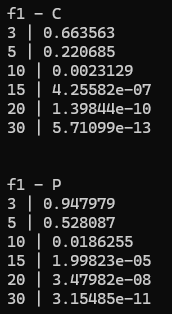 f1 - C
3 | 0.663563
5 | 0.220685
10 | 0.0023129
15 | 4.25582e-07
20 | 1.39844e-10
30 | 5.71099e-13
f1 - P
3 | 0.947979
5 | 0.528087
10 | 0.0186255
15 | 1.99823e-05
20 | 3.47982e-08
30 | 3.15485e-11